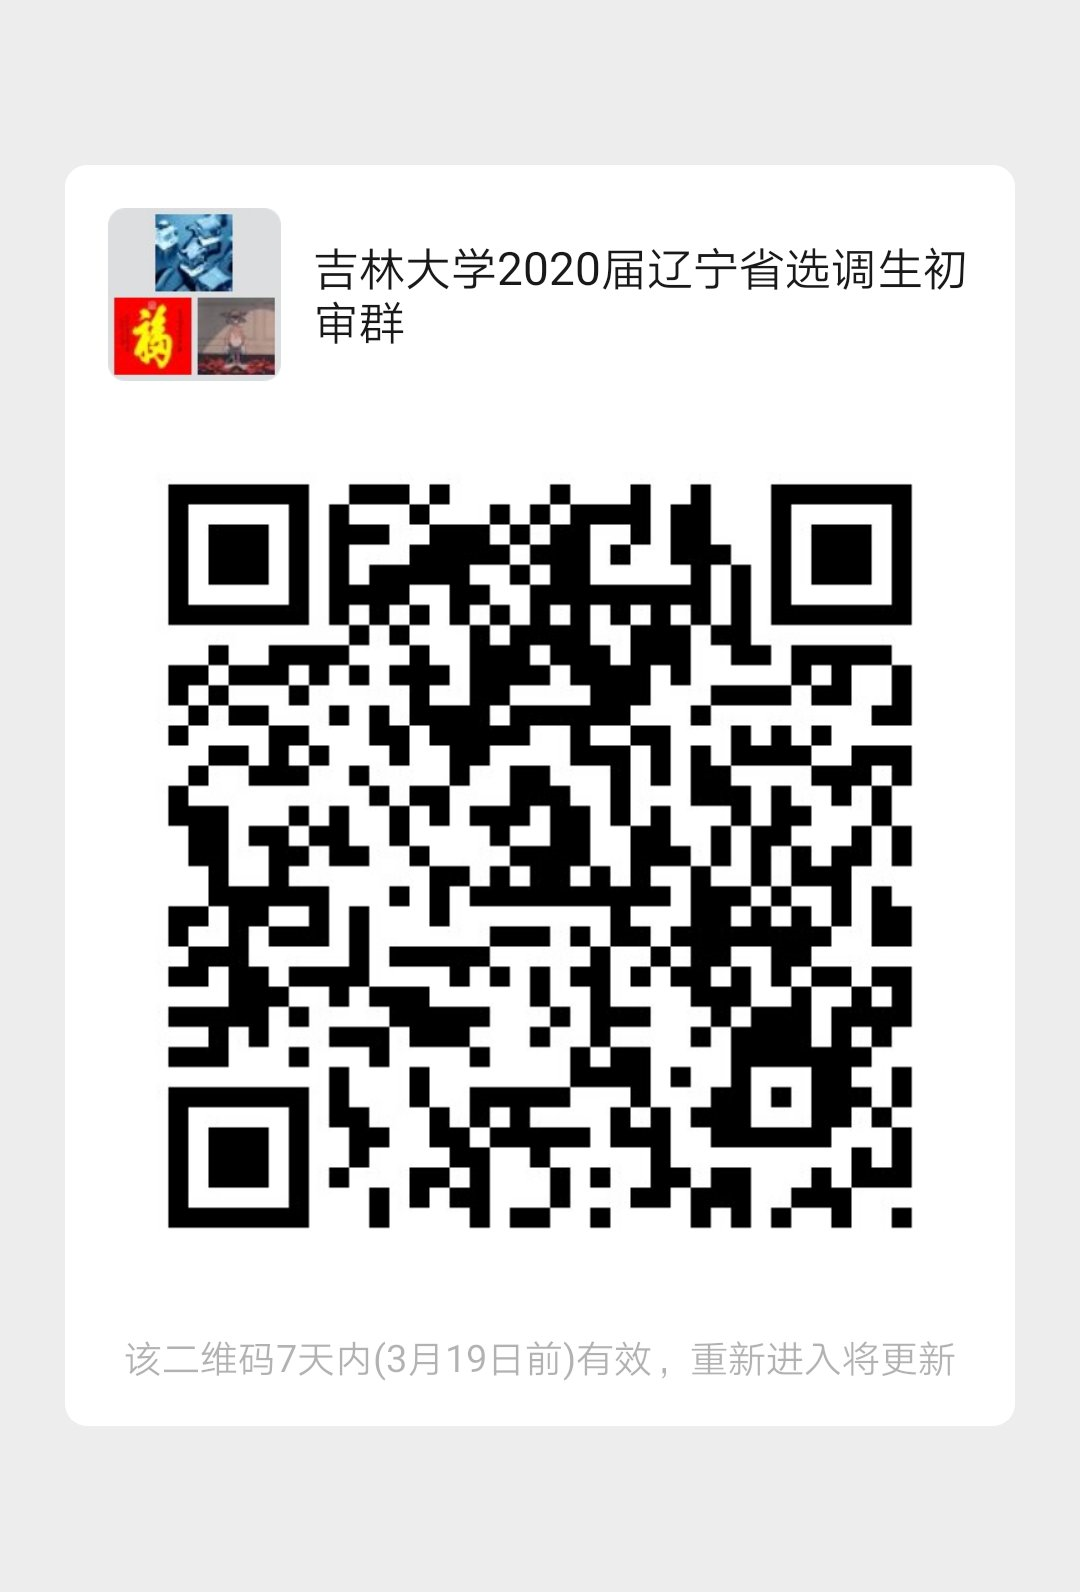 吉林大学2020届辽宁省选调生初
审群
福
该二维码7天内(3月19日前)有效，重新进入将更新